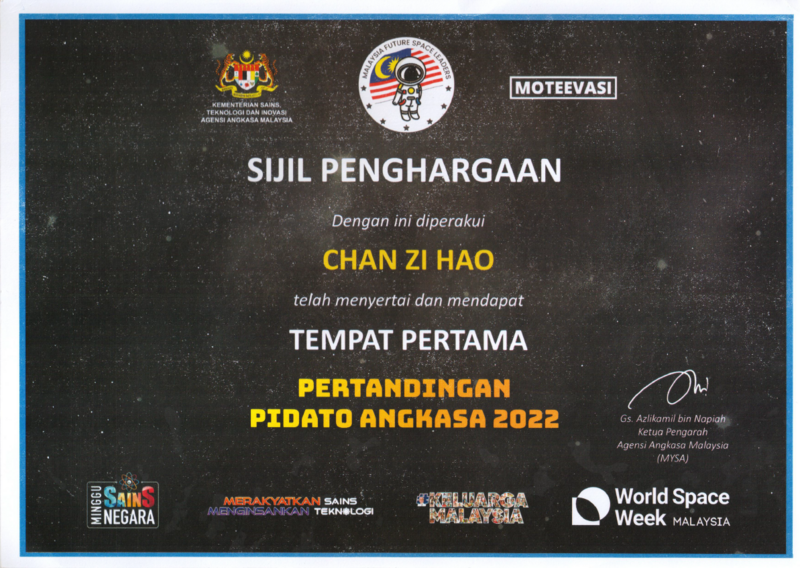 KEMENTERIAN SAINS,
TEKNOLOGI DAN INOVASI
AGENSI ANGKASA MALAYSIA
MALAYSIA FUTURE SPACE LEADERS
MOTEEVASI
SIJIL PENGHARGAAN
Dengan ini diperakui
CHAN ZI HAO
telah menyertai dan mendapat
TEMPAT PERTAMA
PERTANDINGAN
PIDATO ANGKASA 2022
Gs. Azlikamil bin Napiah
Ketua Pengarah
Agensi Angkasa Malaysia
(MYSA)
MINGGU
SAINS
NEGARA
MERAKYATKAN SAINS
MENGINSANKAN TEKNOLOGI
#KELUARGA
MALAYSIA
World Space
Week MALAYSIA